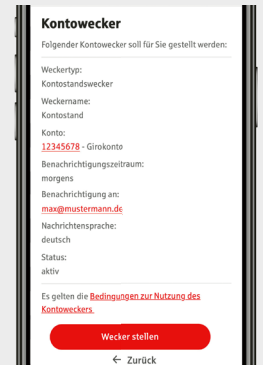 Kontowecker
Folgender Kontowecker soll für Sie gestellt werden:
Weckertyp:
Kontostandswecker
Weckername:
Kontostand
Konto:
12345678 - Girokonto
Benachrichtigungszeitraum:
morgens
Benachrichtigung an:
max@mustermann.de
Nachrichtensprache:
deutsch
Status:
aktiv
Es gelten die Bedingungen zur Nutzung des
Kontoweckers
Wecker stellen
← Zurück